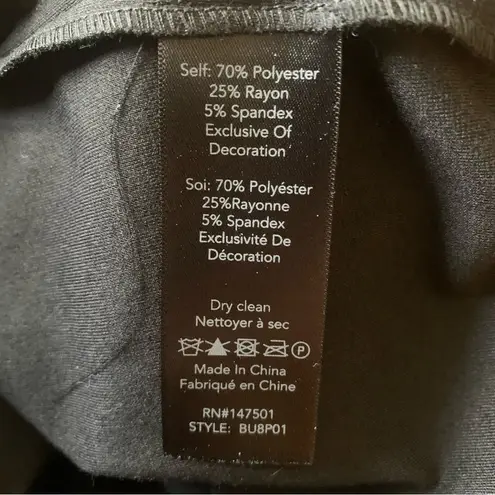 Self: 70% Polyester
25% Rayon
5% Spandex
Exclusive Of
Decoration
Soi: 70% Polyéster
25%Rayonne
5% Spandex
Exclusivité De
Décoration
Dry clean
Nettoyer à sec
P
Made In China
Fabriqué en Chine
RN#147501
STYLE: BU8P01